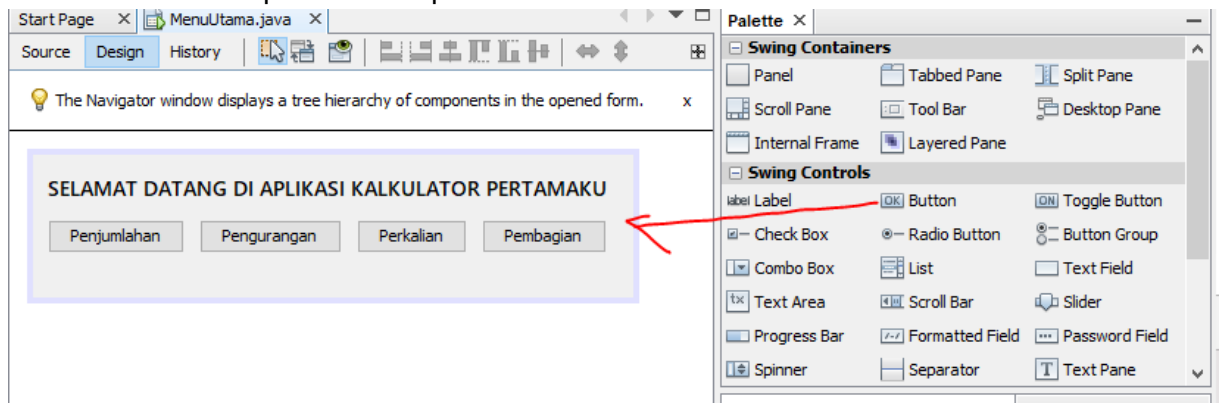 Start Page
MenuUtama.java
Source Design History
The Navigator window displays a tree hierarchy of components in the opened form. x
SELAMAT DATANG DI APLIKASI KALKULATOR PERTAMAKU
Penjumlahan Pengurangan Perkalian Pembagian
Palette
Swing Containers
Panel Tabbed Pane Split Pane
Scroll Pane Tool Bar Desktop Pane
Internal Frame Layered Pane
Swing Controls
label Label OK Button ON Toggle Button
Check Box Radio Button Button Group
Combo Box List Text Field
tx Text Area Scroll Bar Slider
Progress Bar Formatted Field Password Field
Spinner Separator T Text Pane